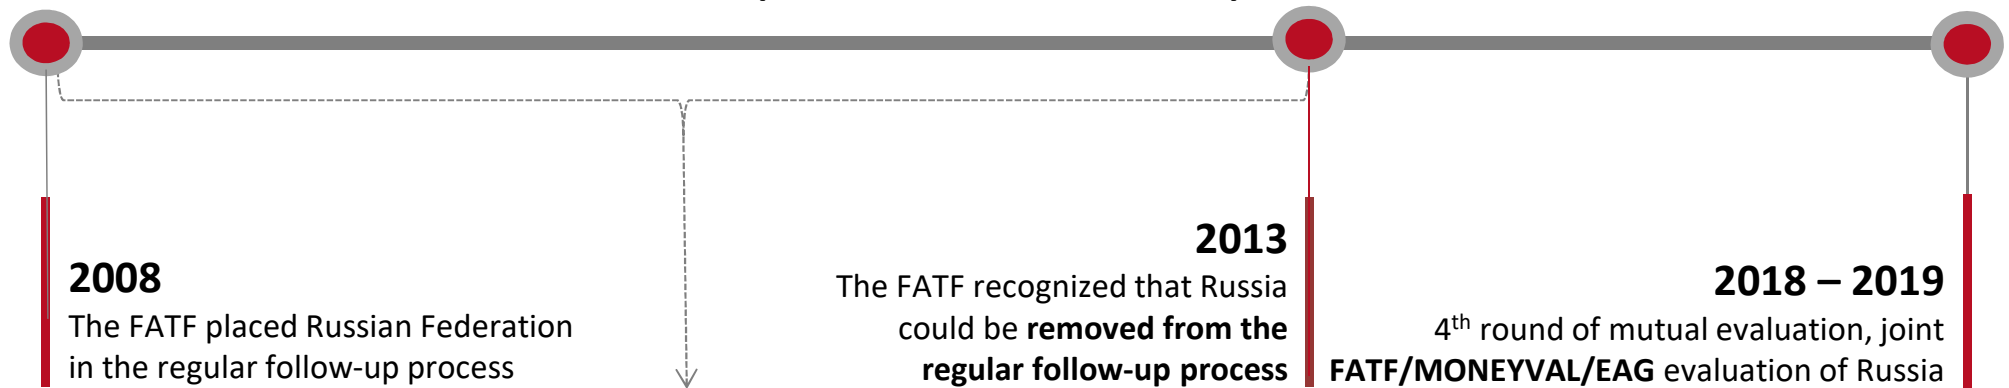 2008
The FATF placed Russian Federation
in the regular follow-up process
2013
The FATF recognized that Russia
could be removed from the
regular follow-up process
2018 – 2019
4th round of mutual evaluation, joint
FATF/MONEYVAL/EAG evaluation of Russia